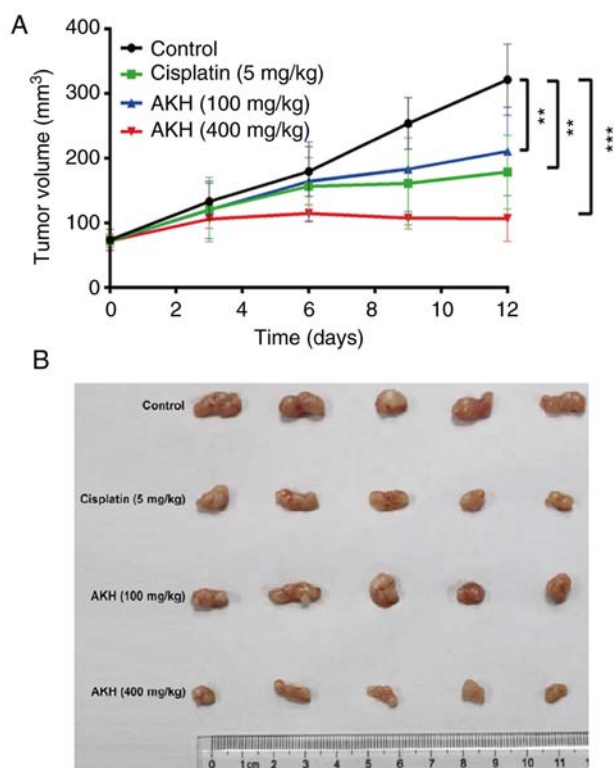 A
Control
Cisplatin (5 mg/kg)
AKH (100 mg/kg)
AKH (400 mg/kg)
Tumor volume (mm³)
400
300
200
100
0
0 2 4 6 8 10 12
Time (days)
**
**
***
B
Control
Cisplatin (5 mg/kg)
AKH (100 mg/kg)
AKH (400 mg/kg)
0 1cm 2 3 4 5 6 7 8 9 10 11